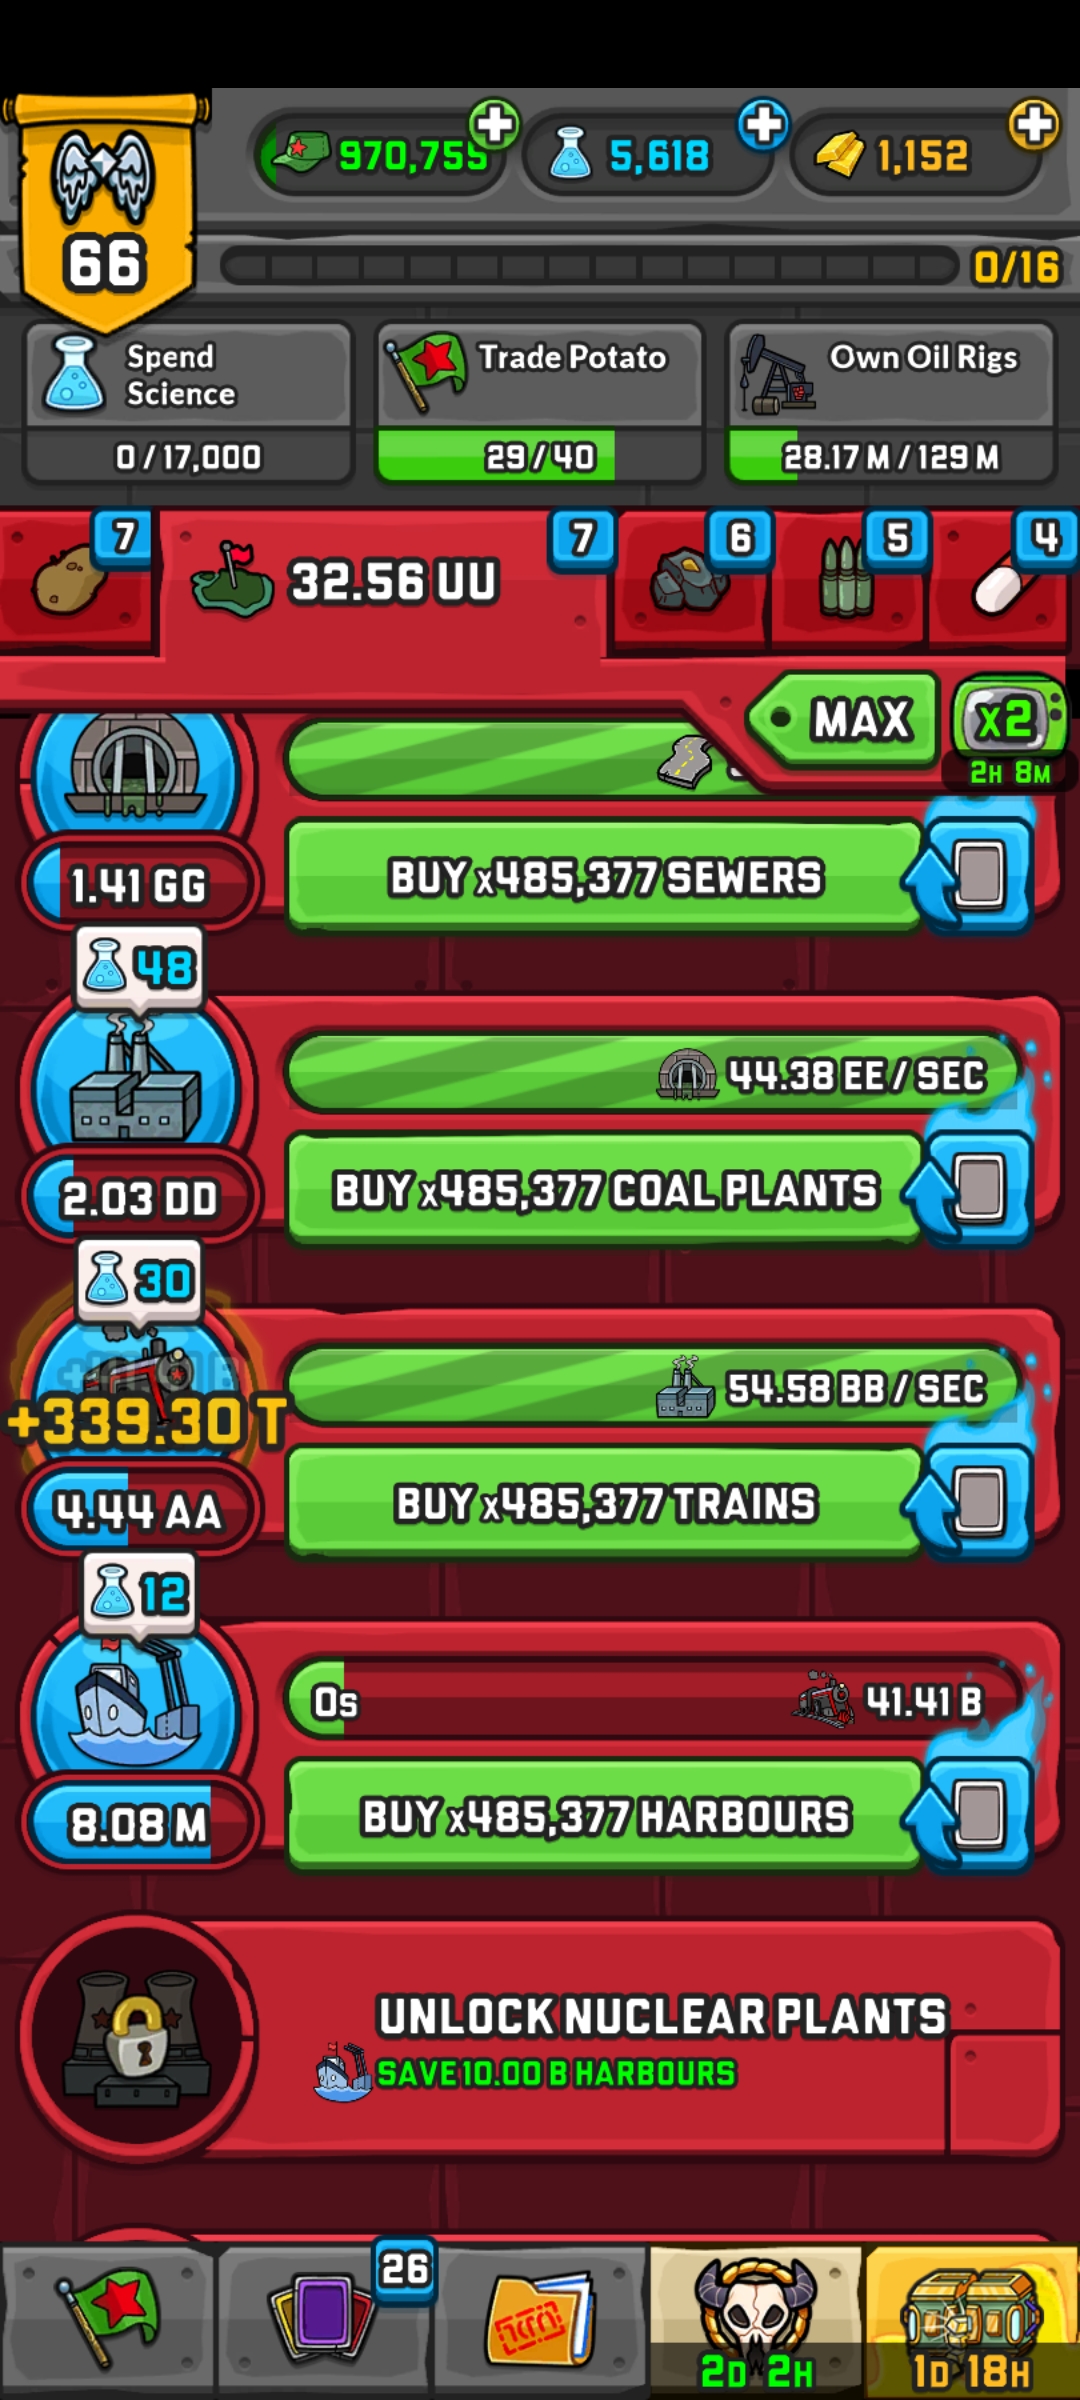 970,755
5,618
1,152
66
0/16
Spend
Science
0 / 17,000
Trade Potato
29 / 40
Own Oil Rigs
28.17 M / 129 M
7
32.56 UU
7
6
5
4
MAX
x2
2H 8M
1.41 GG
BUY x485,377 SEWERS
48
44.38 EE / SEC
2.03 DD
BUY x485,377 COAL PLANTS
30
54.58 BB / SEC
+339.30 T
4.44 AA
BUY x485,377 TRAINS
12
0s
41.41 B
8.08 M
BUY x485,377 HARBOURS
UNLOCK NUCLEAR PLANTS
SAVE 10.00 B HARBOURS
26
2D 2H
1D 18H